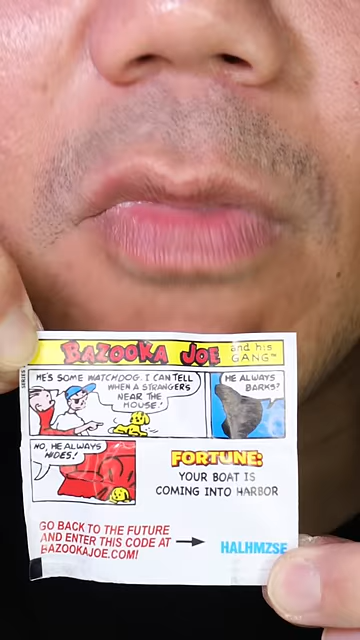 BAZOOKA JOE and his
GANG™
HE'S SOME WATCHDOG. I CAN TELL
WHEN A STRANGERS
NEAR THE
HOUSE!
HE ALWAYS
BARKS?
NO, HE ALWAYS
HIDES!
FORTUNE:
YOUR BOAT IS
COMING INTO HARBOR
GO BACK TO THE FUTURE
AND ENTER THIS CODE AT
BAZOOKAJOE.COM!
HALHMZSE